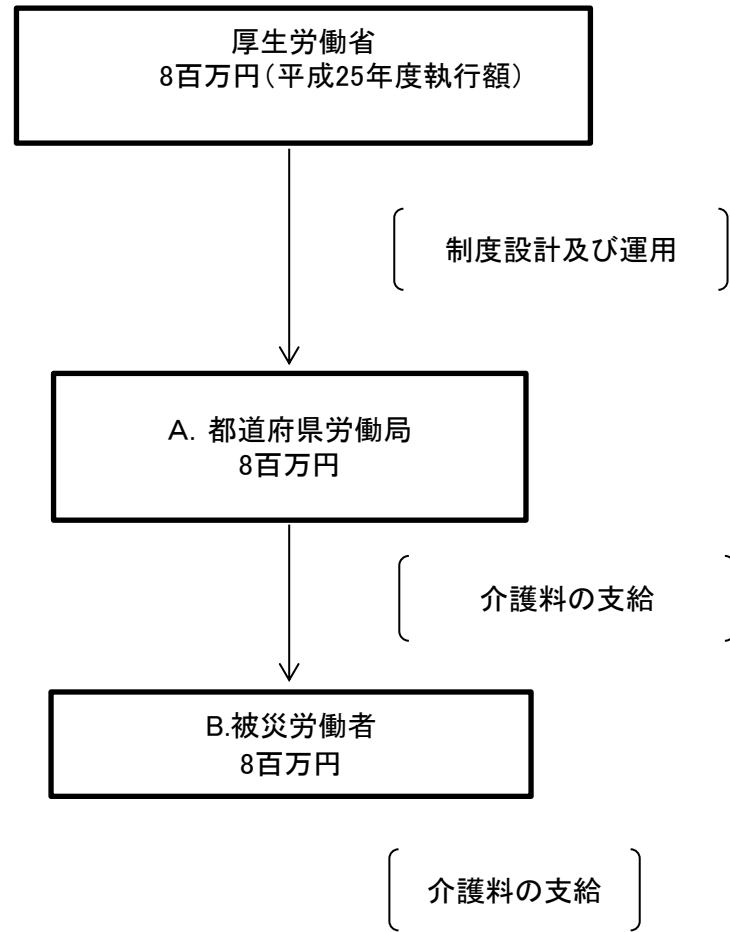 厚生労働省
8百万円（平成25年度執行額）
制度設計及び運用
A．都道府県労働局
8百万円
介護料の支給
B.被災労働者
8百万円
介護料の支給